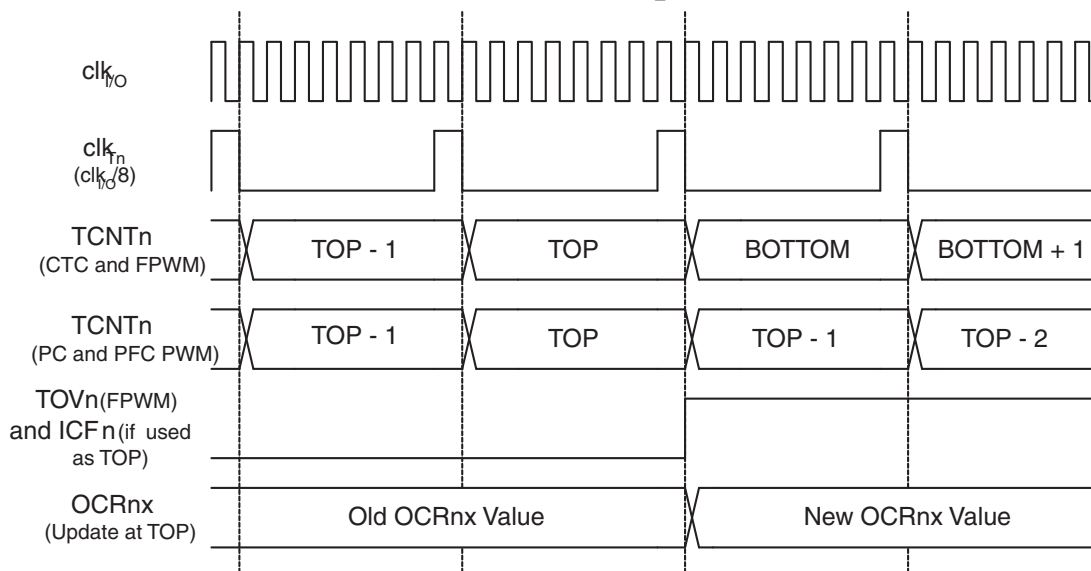 clkI/O
clkTn
(clkI/O/8)
TCNTn
(CTC and FPWM)
TOP - 1
TOP
BOTTOM
BOTTOM + 1
TCNTn
(PC and PFC PWM)
TOP - 1
TOP
TOP - 1
TOP - 2
TOVn(FPWM)
and ICFn(if used
as TOP)
OCRnx
(Update at TOP)
Old OCRnx Value
New OCRnx Value